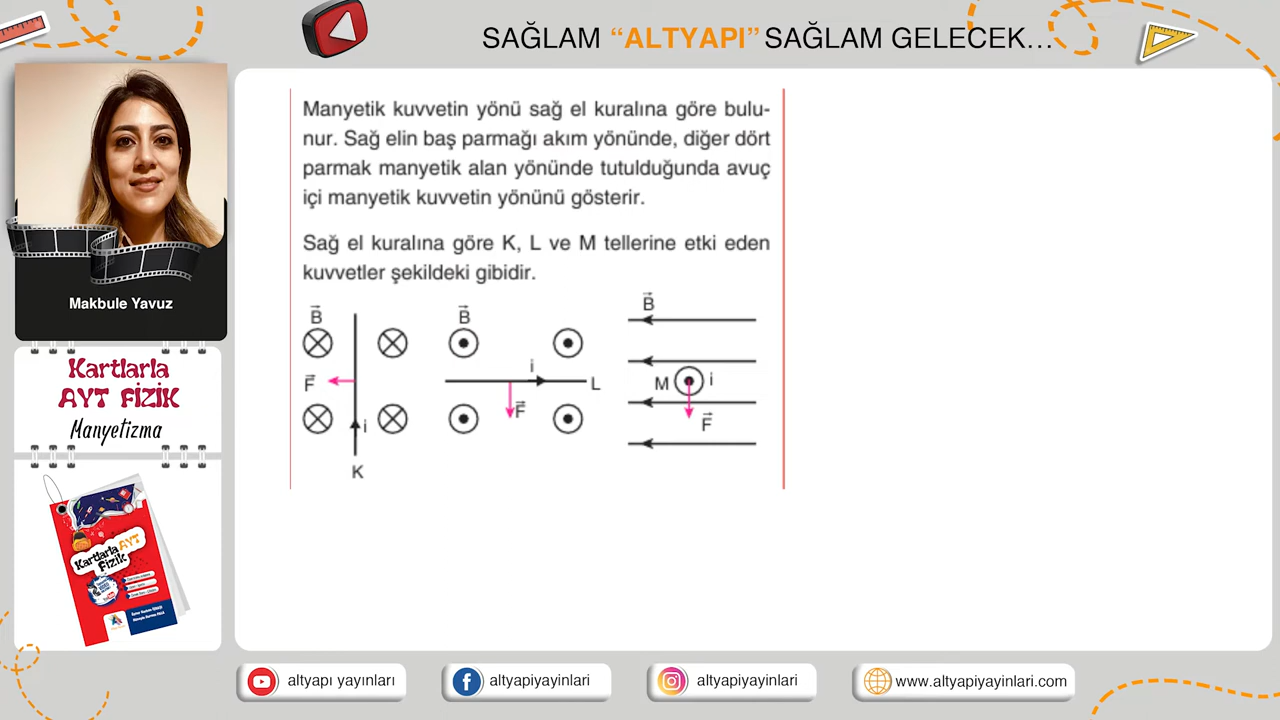 SAĞLAM “ALTYAPI” SAĞLAM GELECEK...
Manyetik kuvvetin yönü sağ el kuralına göre bulu-
nur. Sağ elin baş parmağı akım yönünde, diğer dört
parmak manyetik alan yönünde tutulduğunda avuç
içi manyetik kuvvetin yönünü gösterir.
Sağ el kuralına göre K, L ve M tellerine etki eden
kuvvetler şekildeki gibidir.
B
F
i
K
B
i
L
F
B
M
i
F
Makbule Yavuz
Kartlarla
AYT FİZİK
Manyetizma
Kartlarla AYT
Fizik
altyapı yayınları
altyapiyayinlari
altyapiyayinlari
www.altyapiyayinlari.com